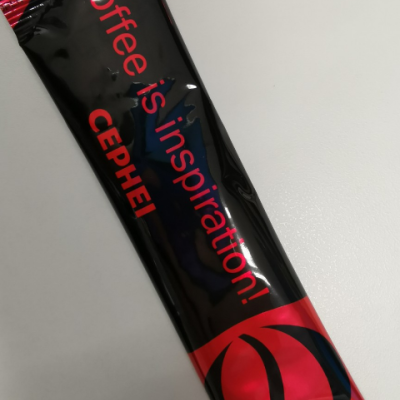 offee is inspiration!
CEPHEI